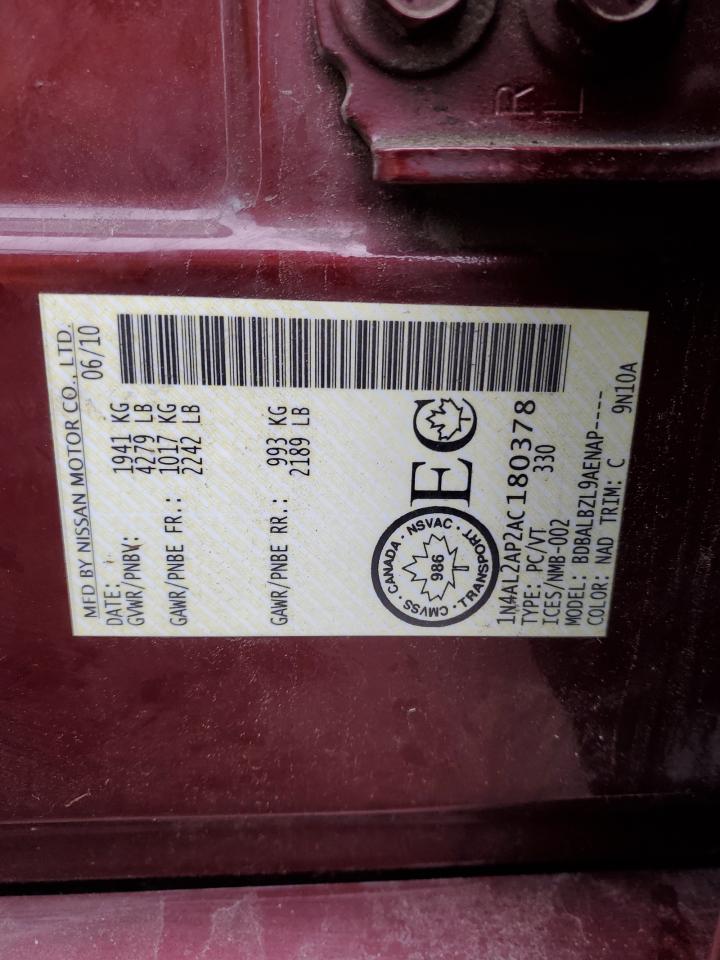 MFD BY NISSAN MOTOR CO., LTD.
DATE: 06/10
GVWR/PNBV: 1941 KG
4279 LB
GAWR/PNBE FR.: 1017 KG
2242 LB
GAWR/PNBE RR.: 993 KG
2189 LB
CANADA · NSVAC · TRANSPORT · CMVSS ·
986
EC
T
1N4AL2AP2AC180378
TYPE: PC/VT 330
ICES/NMB-002
MODEL: BDBALBZL9AENAP----
COLOR: NAD TRIM: C 9N10A
R
L